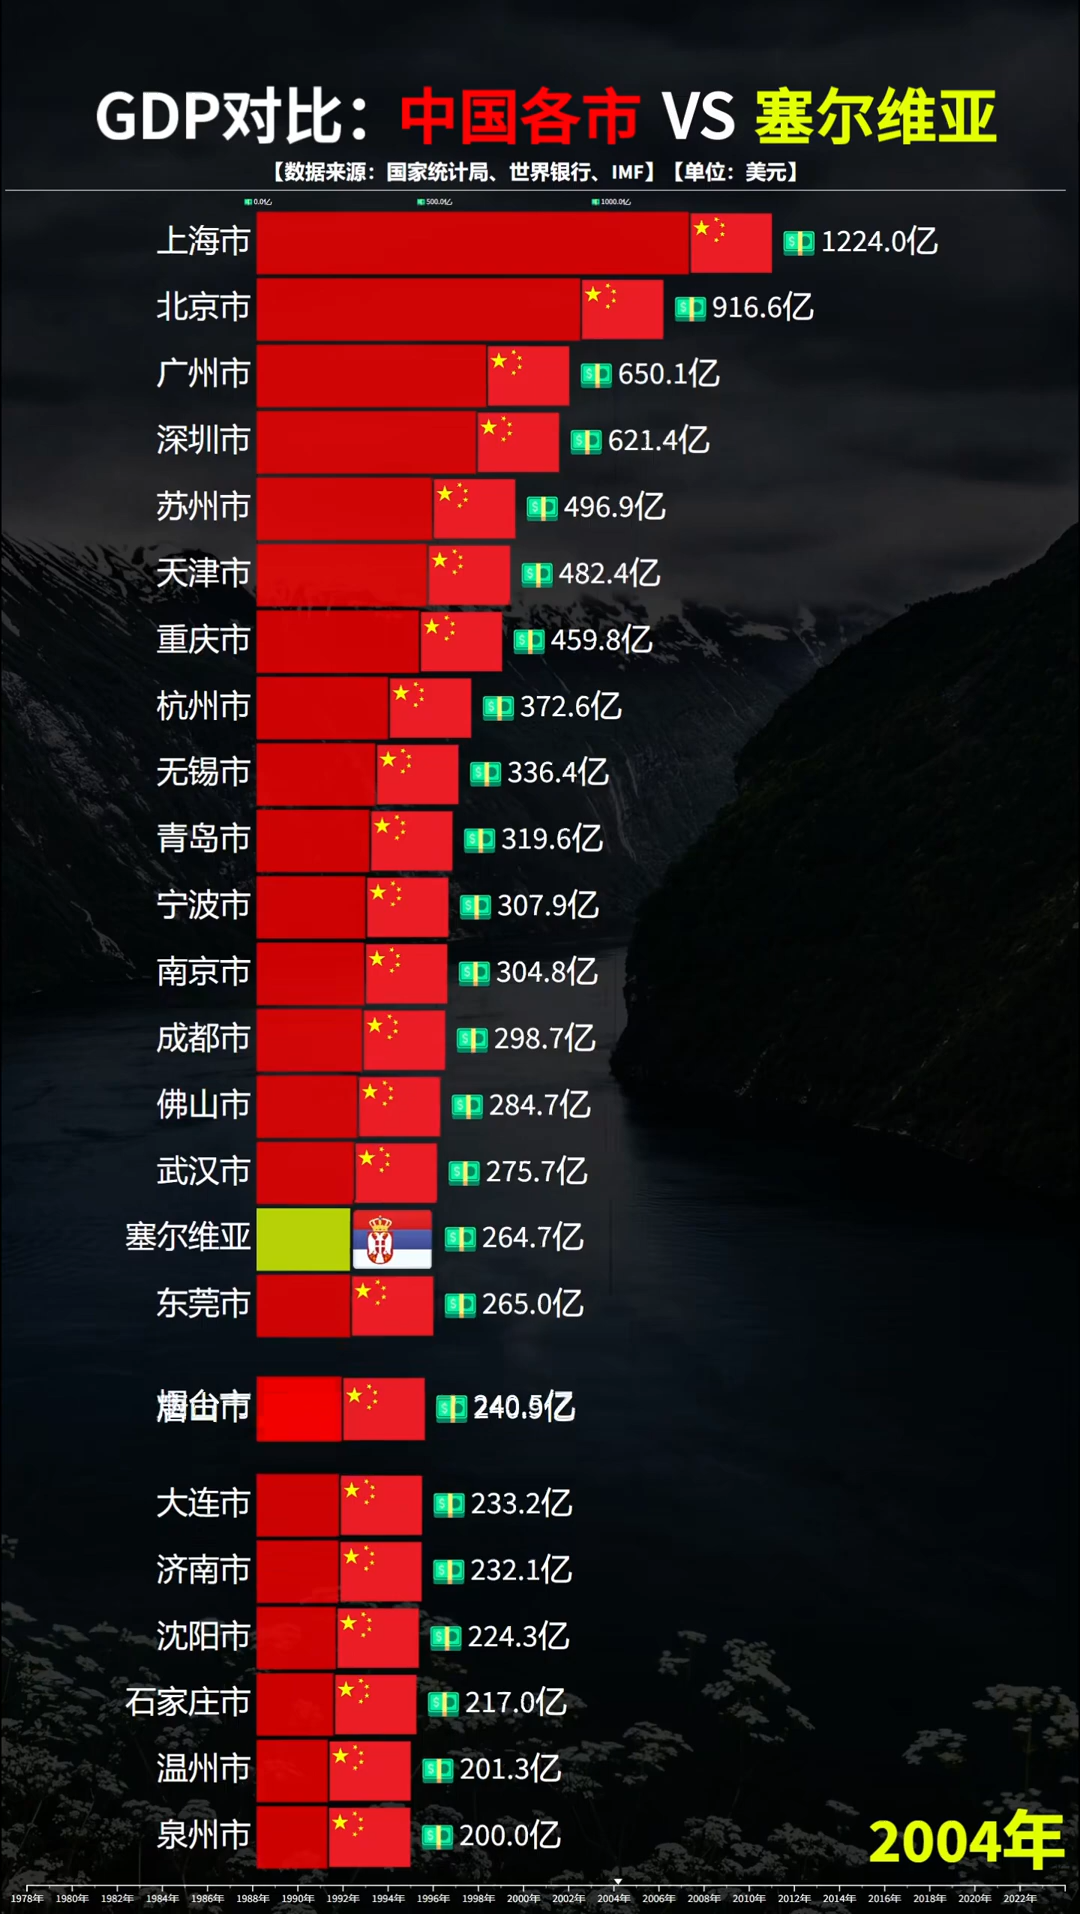 GDP对比：中国各市 VS 塞尔维亚
【数据来源：国家统计局、世界银行、IMF】【单位：美元】
0.0亿 500.0亿 1000.0亿
上海市 1224.0亿
北京市 916.6亿
广州市 650.1亿
深圳市 621.4亿
苏州市 496.9亿
天津市 482.4亿
重庆市 459.8亿
杭州市 372.6亿
无锡市 336.4亿
青岛市 319.6亿
宁波市 307.9亿
南京市 304.8亿
成都市 298.7亿
佛山市 284.7亿
武汉市 275.7亿
塞尔维亚 264.7亿
东莞市 265.0亿
大连市 233.2亿
济南市 232.1亿
沈阳市 224.3亿
石家庄市 217.0亿
温州市 201.3亿
泉州市 200.0亿
2004年
1978年 1980年 1982年 1984年 1986年 1988年 1990年 1992年 1994年 1996年 1998年 2000年 2002年 2004年 2006年 2008年 2010年 2012年 2014年 2016年 2018年 2020年 2022年